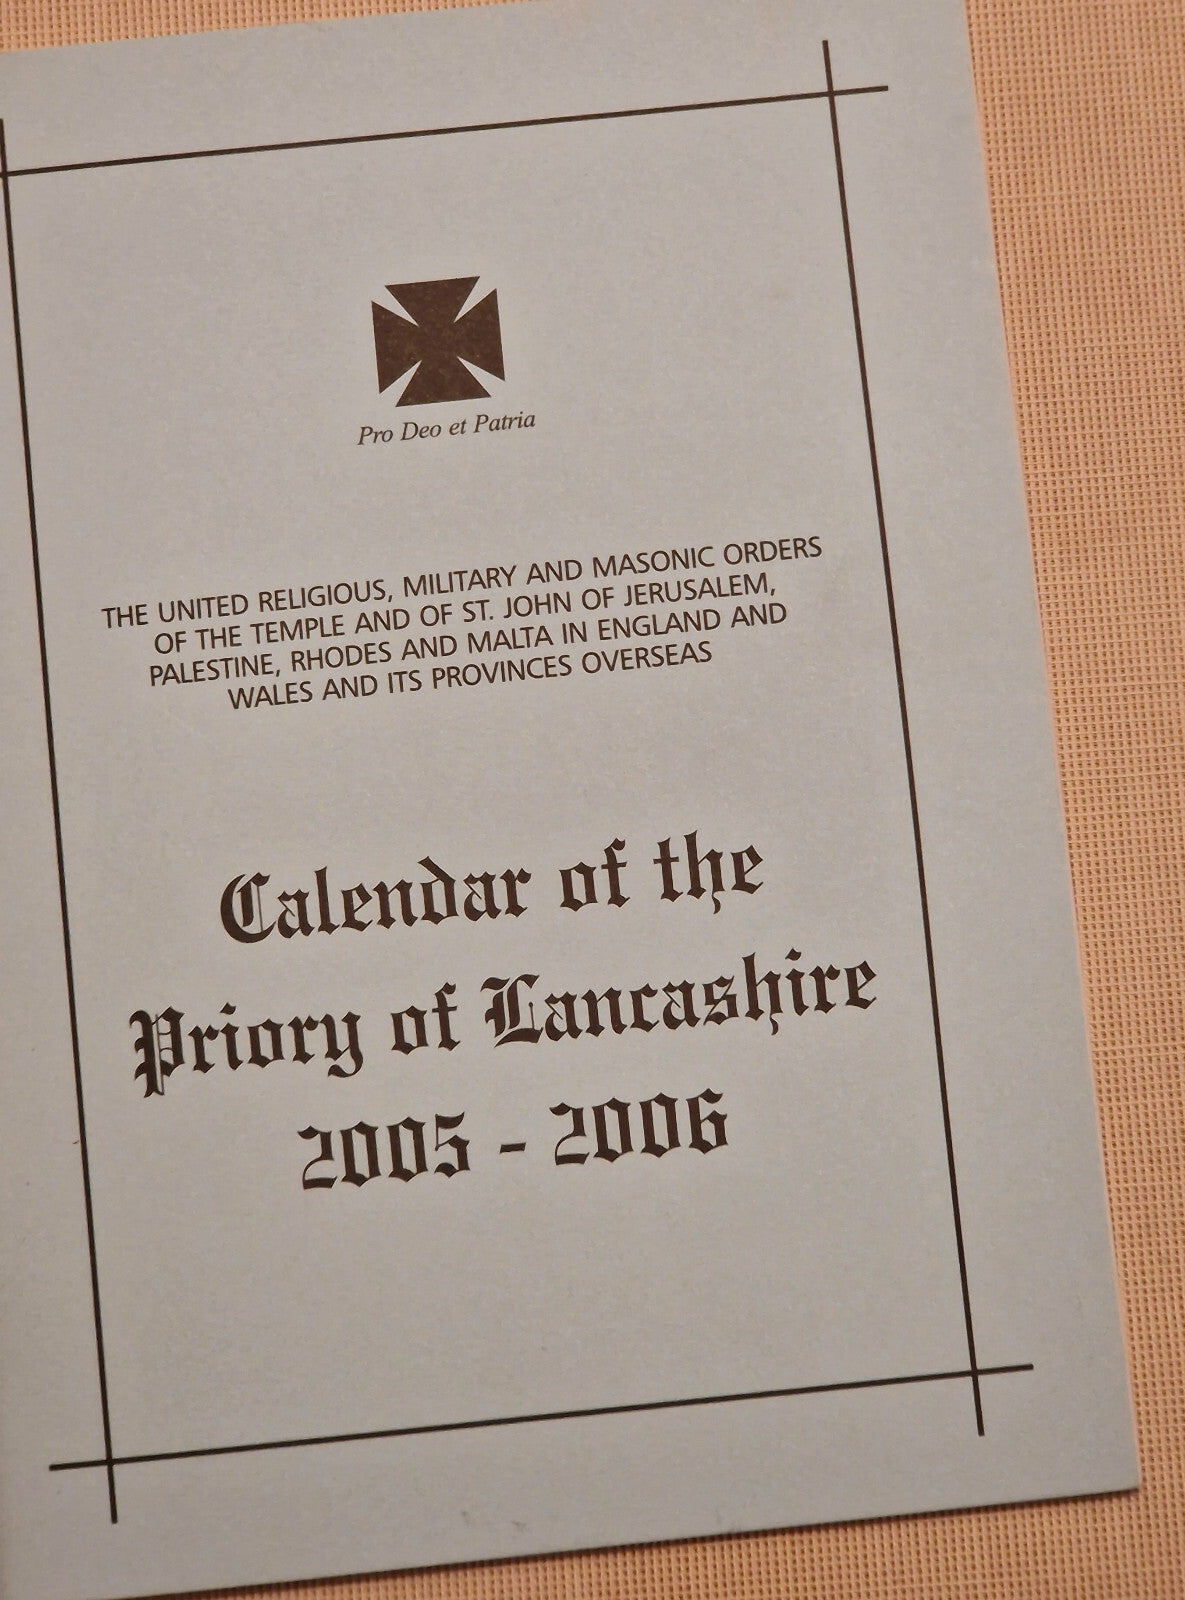 Pro Deo et Patria
THE UNITED RELIGIOUS, MILITARY AND MASONIC ORDERS
OF THE TEMPLE AND OF ST. JOHN OF JERUSALEM,
PALESTINE, RHODES AND MALTA IN ENGLAND AND
WALES AND ITS PROVINCES OVERSEAS
Calendar of the
Priory of Lancashire
2005 - 2006